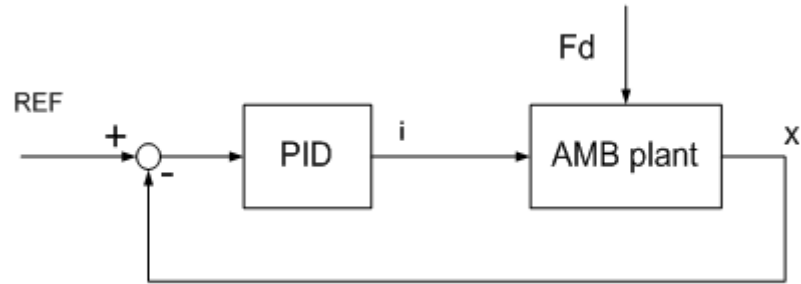 Fd
REF
+
PID
i
AMB plant
X
-